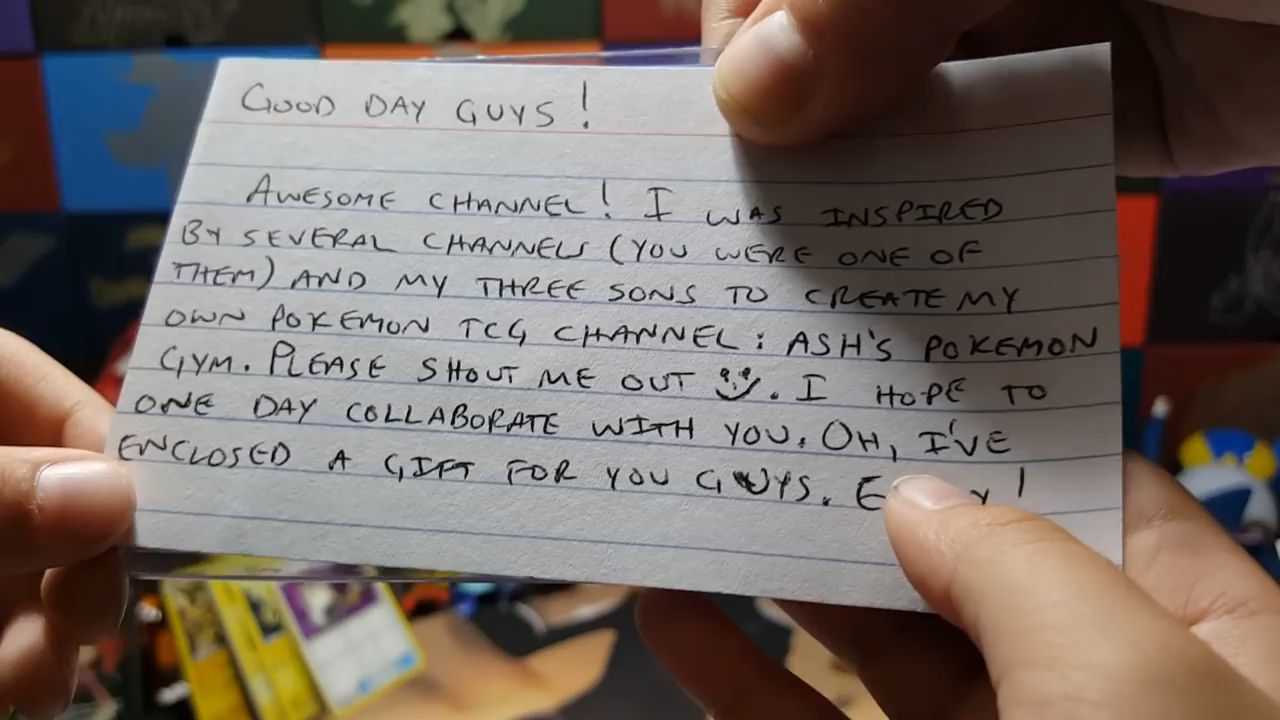 GOOD DAY GUYS!
AWESOME CHANNEL! I WAS INSPIRED
BY SEVERAL CHANNELS (YOU WERE ONE OF
THEM) AND MY THREE SONS TO CREATE MY
OWN POKEMON TCG CHANNEL: ASH'S POKEMON
GYM. PLEASE SHOUT ME OUT. I HOPE TO
ONE DAY COLLABORATE WITH YOU. OH, I'VE
ENCLOSED A GIFT FOR YOU GUYS.